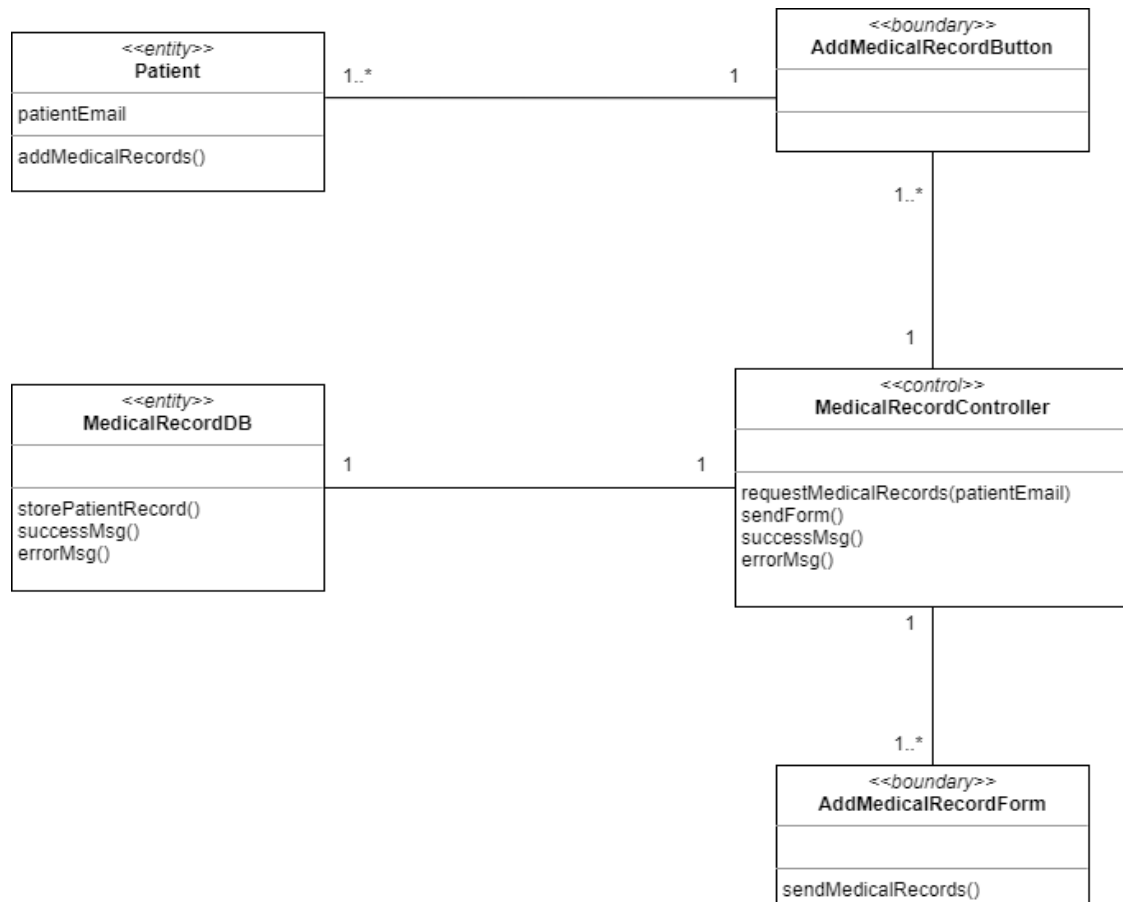 <<entity>>
Patient
patientEmail
addMedicalRecords()
1..*
1
<<boundary>>
AddMedicalRecordButton
1..*
1
<<entity>>
MedicalRecordDB
storePatientRecord()
successMsg()
errorMsg()
1
1
<<control>>
MedicalRecordController
requestMedicalRecords(patientEmail)
sendForm()
successMsg()
errorMsg()
1
1..*
<<boundary>>
AddMedicalRecordForm
sendMedicalRecords()